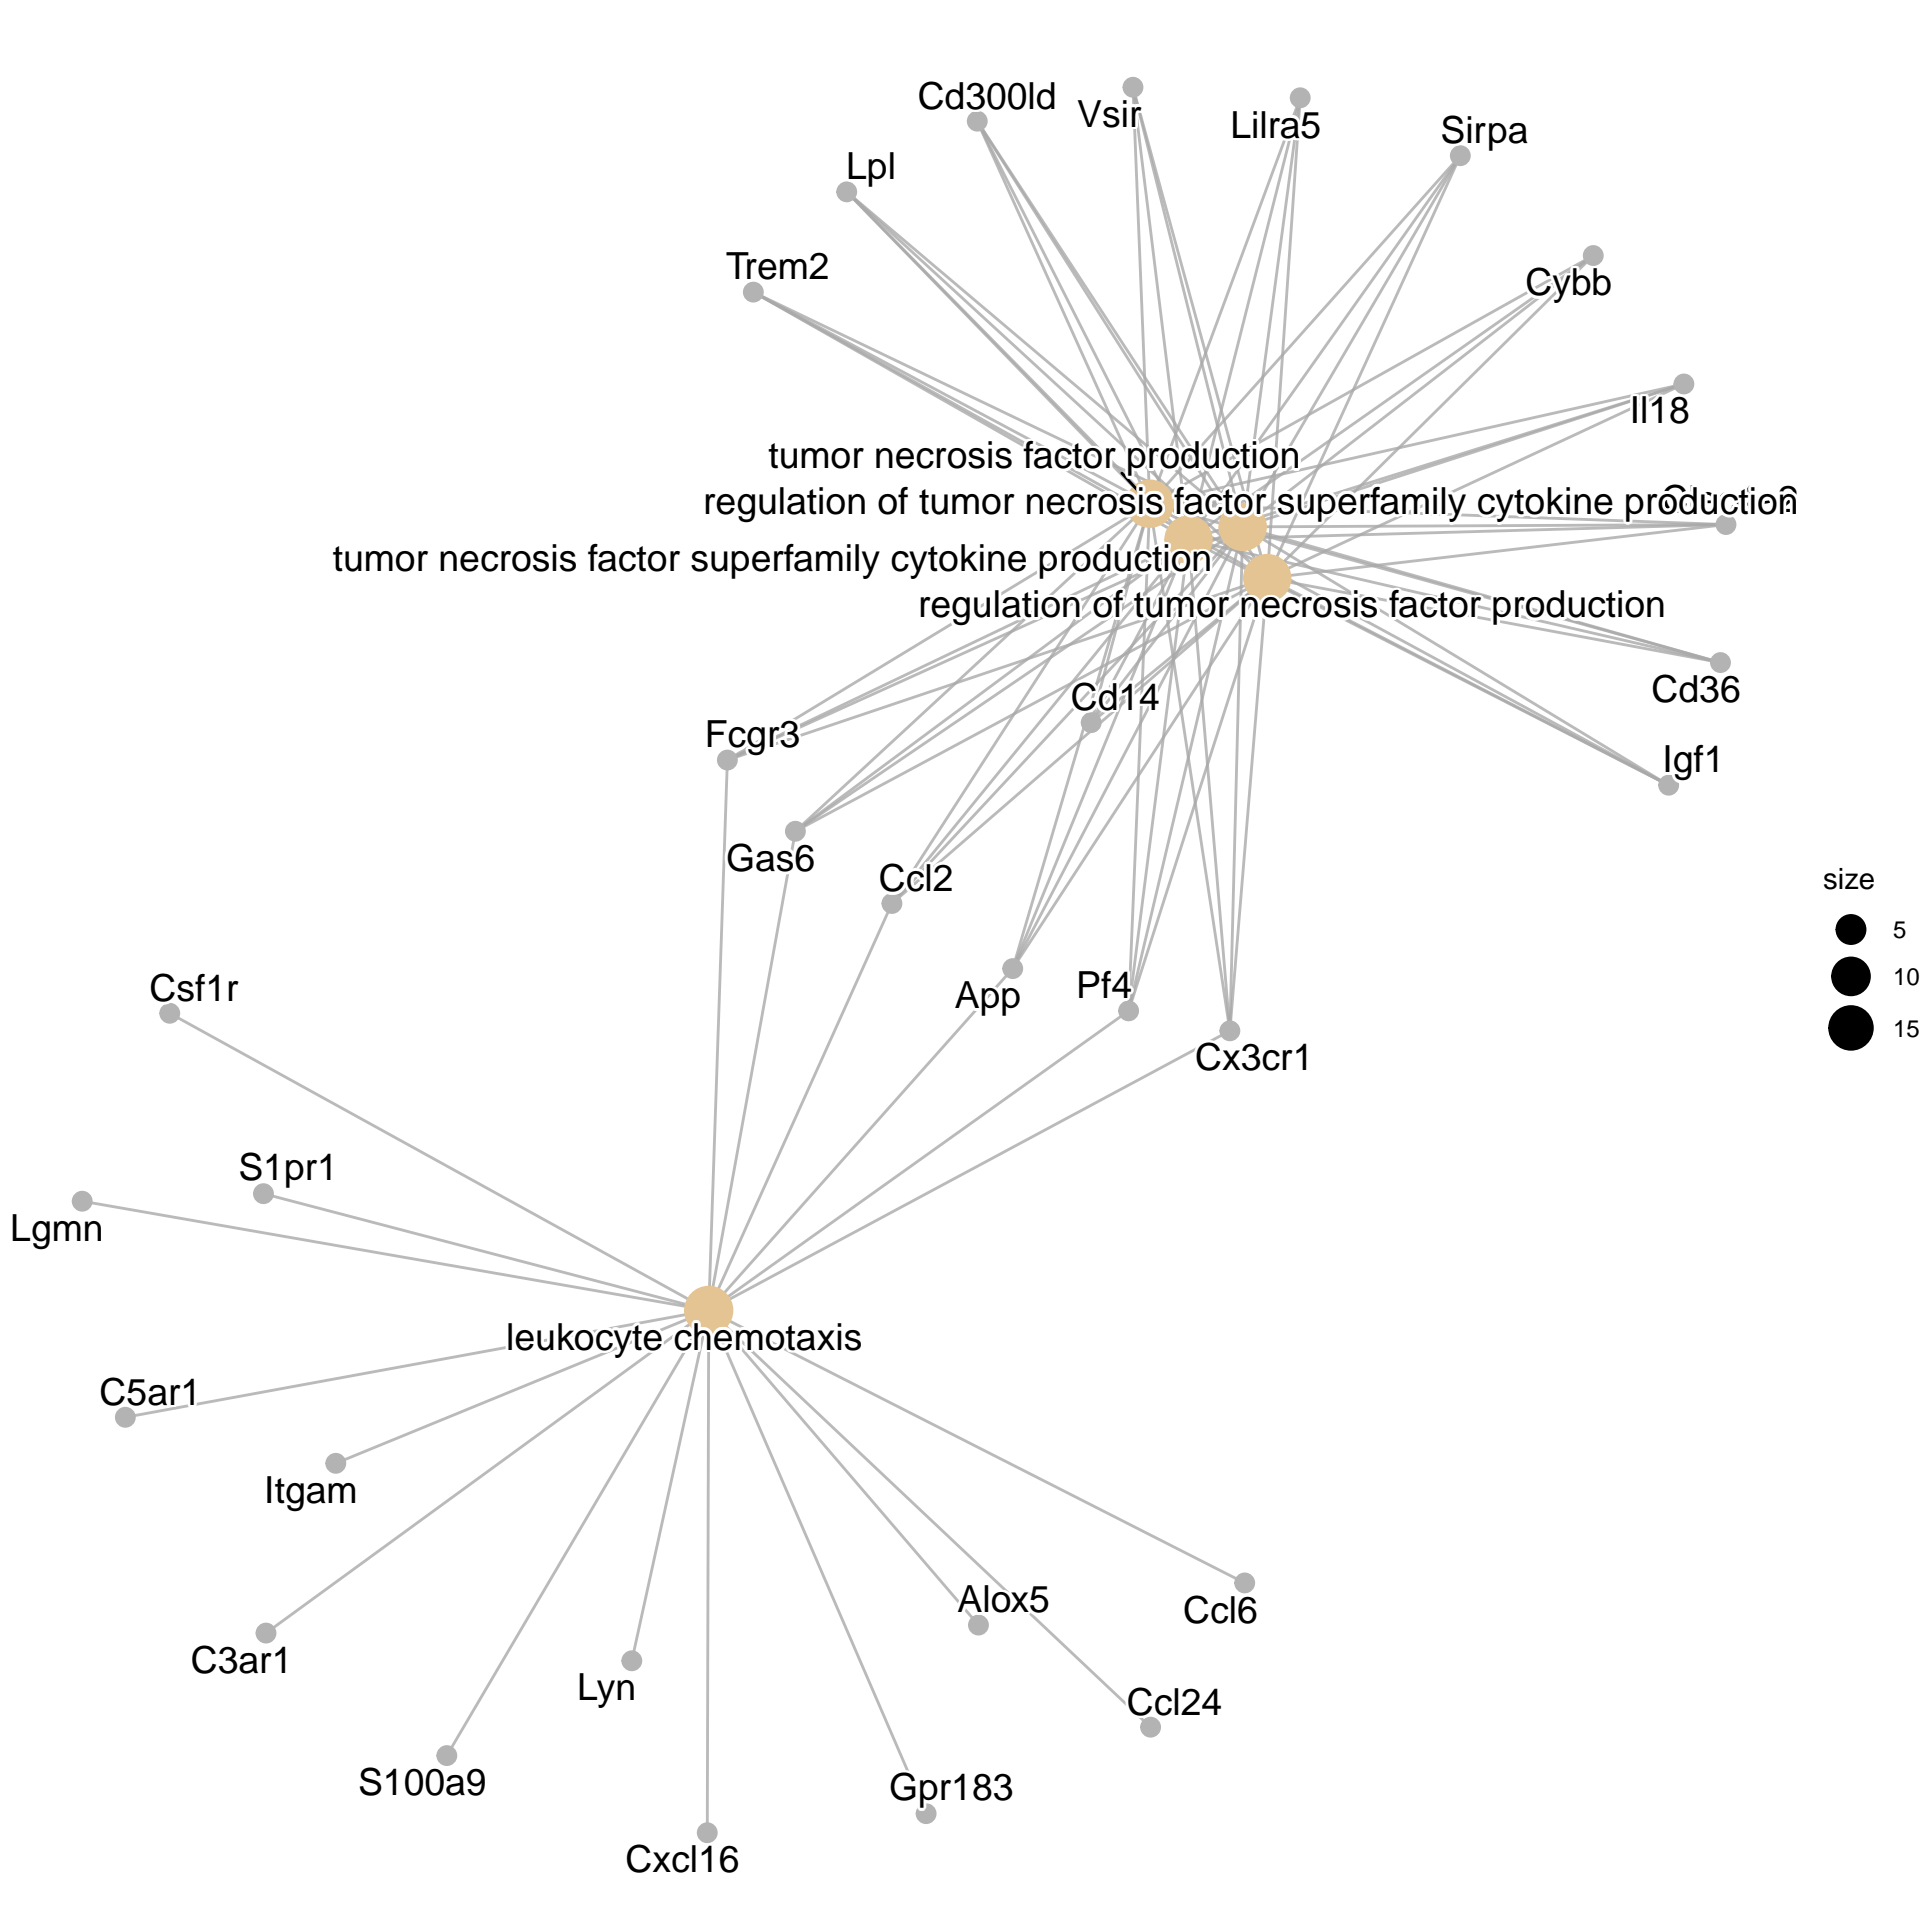 Cd300ld
Vsir
Lilra5
Sirpa
Lpl
Trem2
Cybb
Il18
tumor necrosis factor production
regulation of tumor necrosis factor superfamily cytokine production
tumor necrosis factor superfamily cytokine production
regulation of tumor necrosis factor production
Cd14
Cd36
Fcgr3
Igf1
Gas6
Ccl2
size
5
10
15
Csf1r
App
Pf4
Cx3cr1
S1pr1
Lgmn
leukocyte chemotaxis
C5ar1
Itgam
Alox5
Ccl6
C3ar1
Lyn
Ccl24
S100a9
Gpr183
Cxcl16